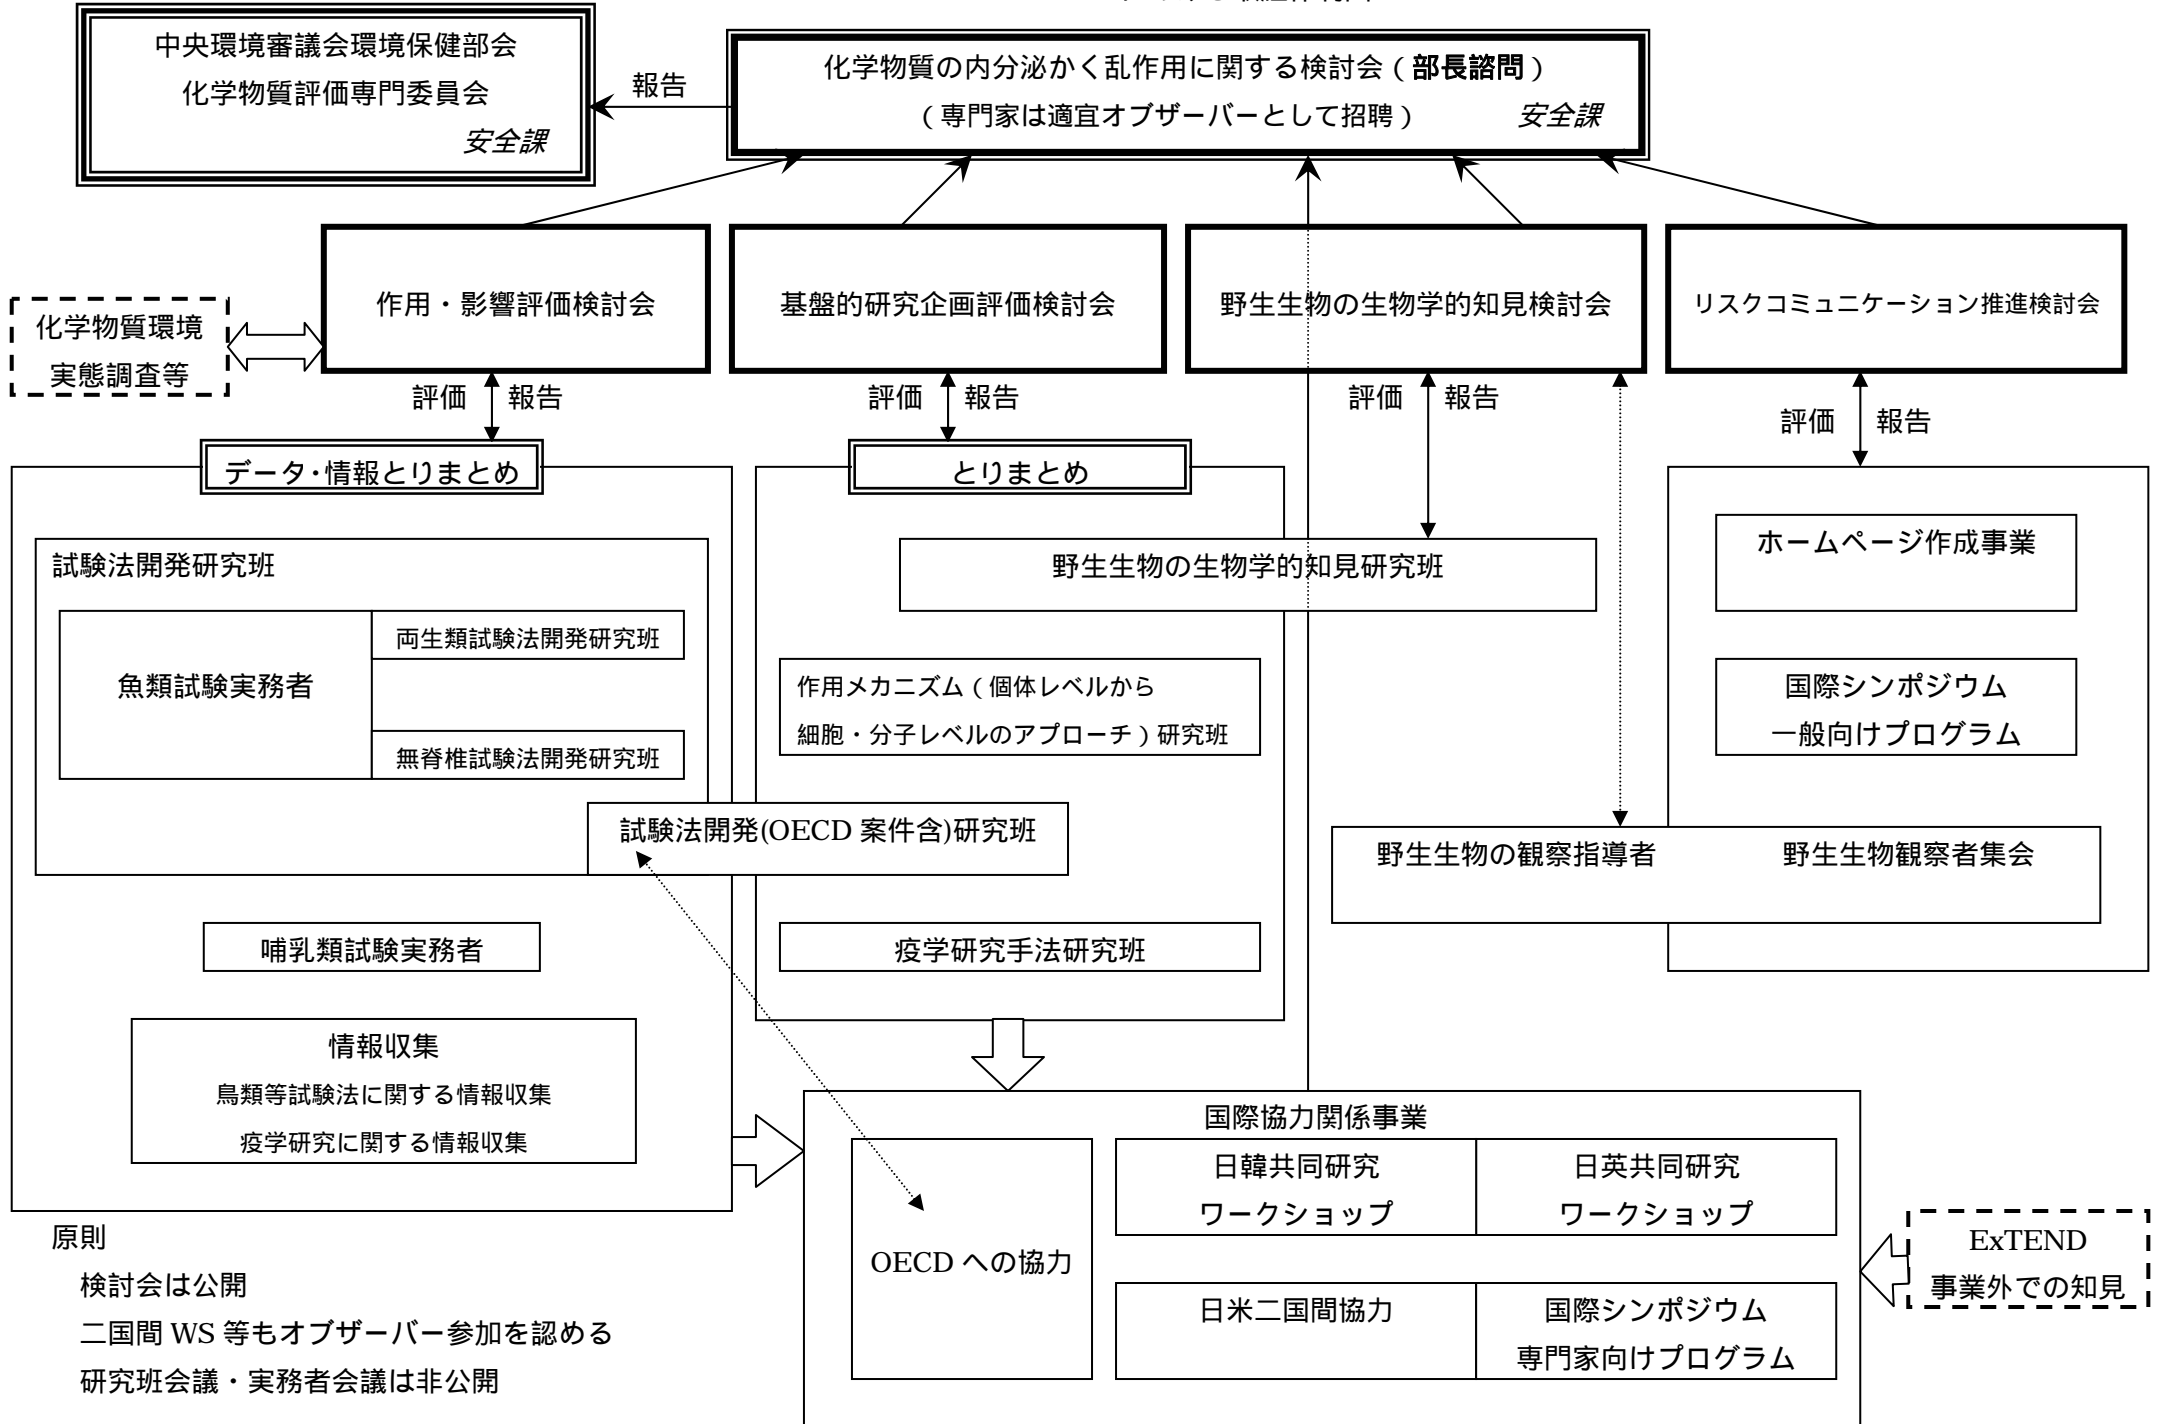 中央環境審議会環境保健部会
化学物質評価専門委員会
安全課
報告
化学物質の内分泌かく乱作用に関する検討会（部長諮問）
（専門家は適宜オブザーバーとして招聘）
安全課
化学物質環境
実態調査等
作用・影響評価検討会
基盤的研究企画評価検討会
野生生物の生物学的知見検討会
リスクコミュニケーション推進検討会
評価 報告
評価 報告
評価 報告
評価 報告
データ・情報とりまとめ
試験法開発研究班
魚類試験実務者
両生類試験法開発研究班
無脊椎試験法開発研究班
試験法開発(OECD 案件含)研究班
哺乳類試験実務者
情報収集
鳥類等試験法に関する情報収集
疫学研究に関する情報収集
とりまとめ
野生生物の生物学的知見研究班
作用メカニズム（個体レベルから
細胞・分子レベルのアプローチ）研究班
疫学研究手法研究班
ホームページ作成事業
国際シンポジウム
一般向けプログラム
野生生物の観察指導者
野生生物観察者集会
国際協力関係事業
OECD への協力
日韓共同研究
ワークショップ
日英共同研究
ワークショップ
日米二国間協力
国際シンポジウム
専門家向けプログラム
ExTEND
事業外での知見
原則
検討会は公開
二国間 WS 等もオブザーバー参加を認める
研究班会議・実務者会議は非公開